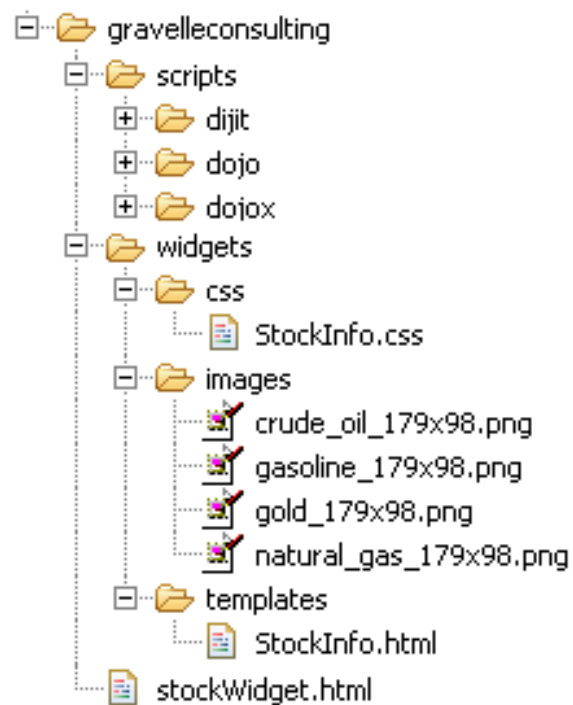 gravelleconsulting
scripts
dijit
dojo
dojox
widgets
css
StockInfo.css
images
crude_oil_179x98.png
gasoline_179x98.png
gold_179x98.png
natural_gas_179x98.png
templates
StockInfo.html
stockWidget.html